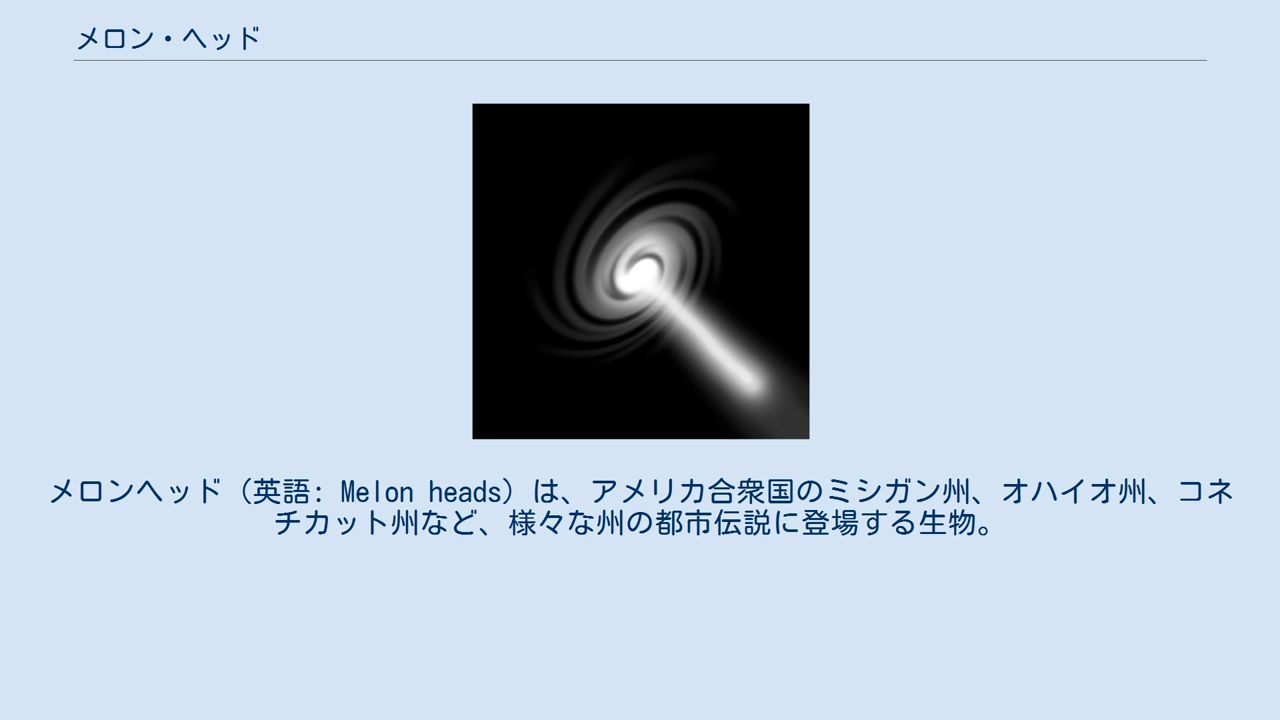 メロン・ヘッド
メロンヘッド（英語: Melon heads）は、アメリカ合衆国のミシガン州、オハイオ州、コネ
チカット州など、様々な州の都市伝説に登場する生物。